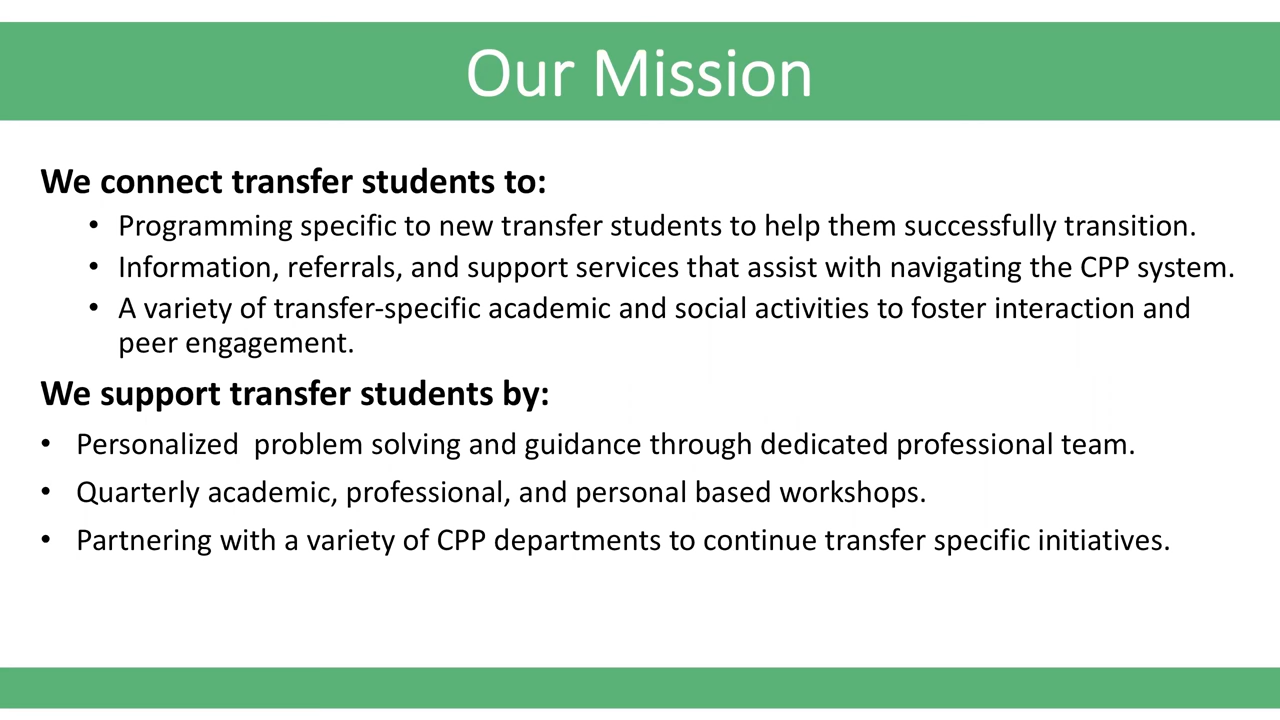 Our Mission
We connect transfer students to:
• Programming specific to new transfer students to help them successfully transition.
• Information, referrals, and support services that assist with navigating the CPP system.
• A variety of transfer-specific academic and social activities to foster interaction and
peer engagement.
We support transfer students by:
• Personalized  problem solving and guidance through dedicated professional team.
• Quarterly academic, professional, and personal based workshops.
• Partnering with a variety of CPP departments to continue transfer specific initiatives.